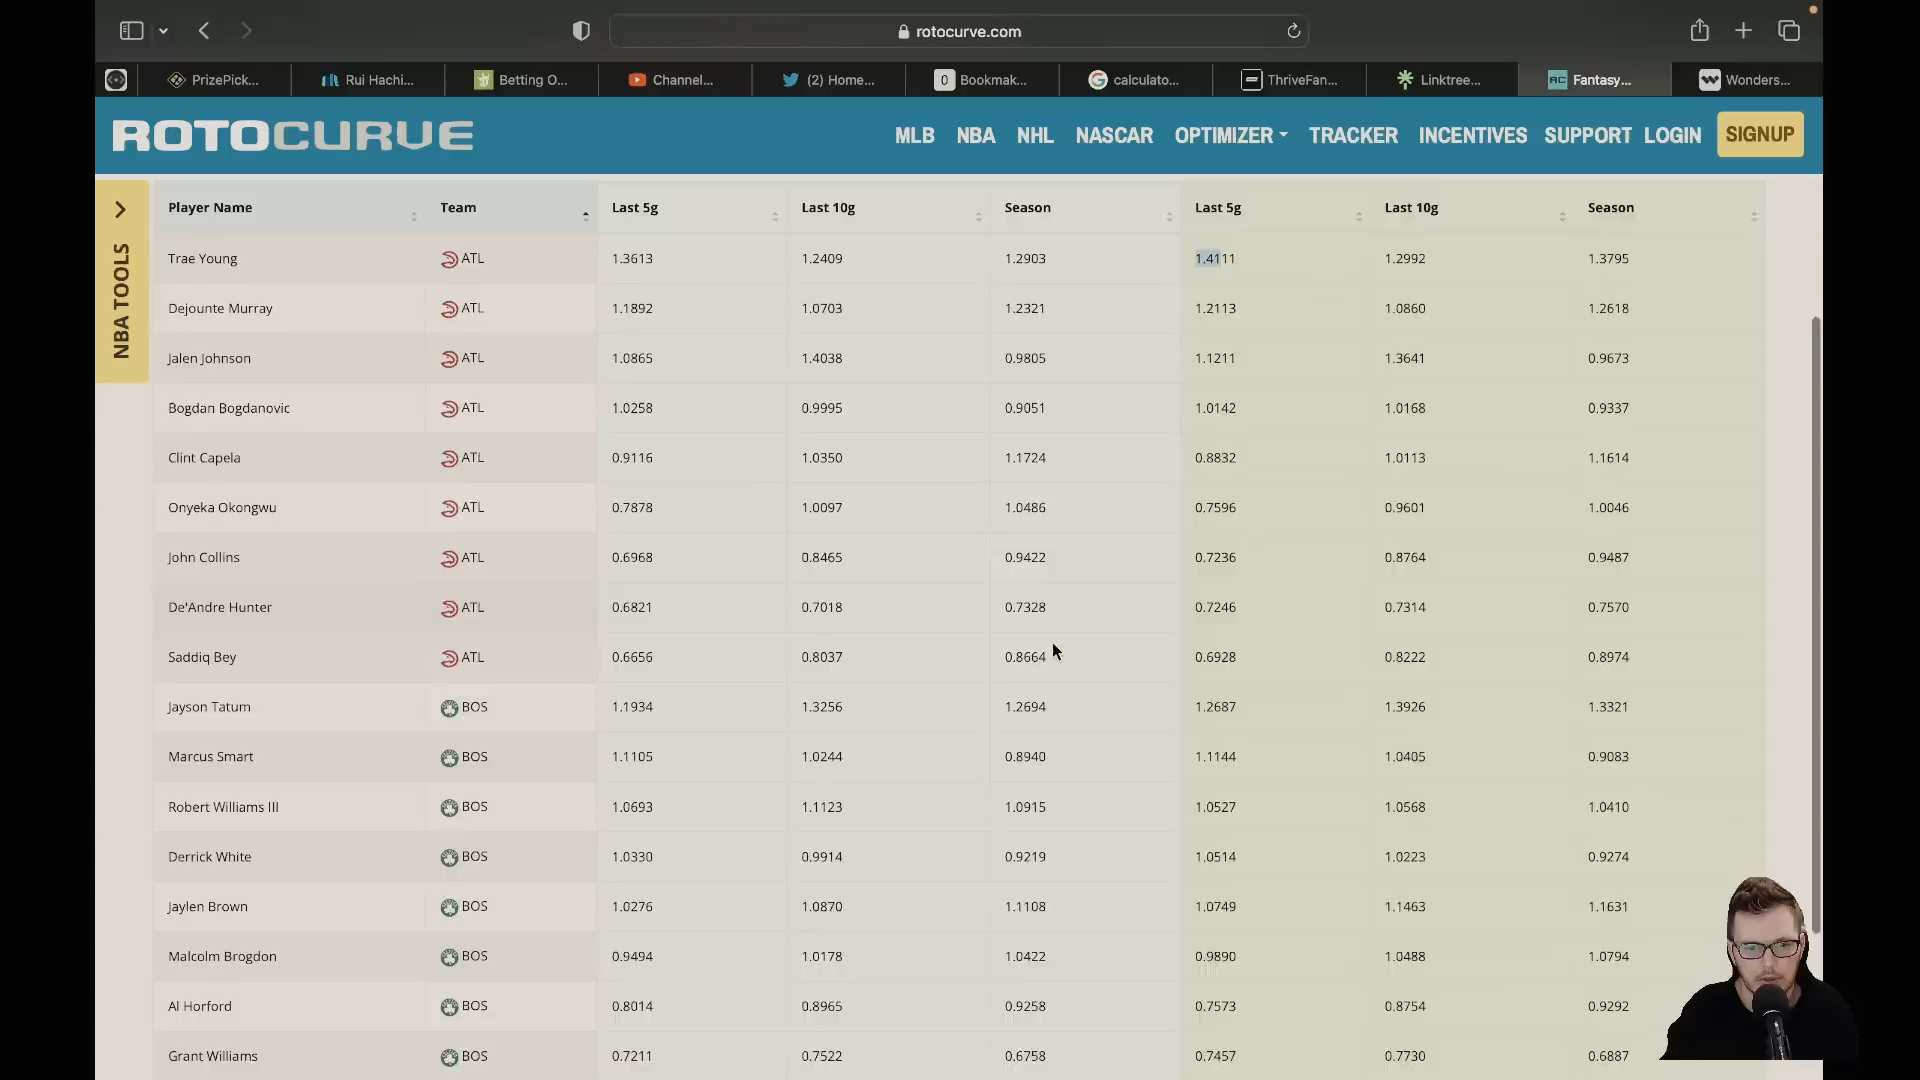 rotocurve.com
PrizePick... Rui Hachi... Betting O... Channel... (2) Home... 0 Bookmak... calculato... ThriveFan... Linktree... RC Fantasy... Wonders...
ROTOCURVE MLB NBA NHL NASCAR OPTIMIZER TRACKER INCENTIVES SUPPORT LOGIN SIGNUP
NBA TOOLS
Player Name Team Last 5g Last 10g Season Last 5g Last 10g Season
Trae Young ATL 1.3613 1.2409 1.2903 1.4111 1.2992 1.3795
Dejounte Murray ATL 1.1892 1.0703 1.2321 1.2113 1.0860 1.2618
Jalen Johnson ATL 1.0865 1.4038 0.9805 1.1211 1.3641 0.9673
Bogdan Bogdanovic ATL 1.0258 0.9995 0.9051 1.0142 1.0168 0.9337
Clint Capela ATL 0.9116 1.0350 1.1724 0.8832 1.0113 1.1614
Onyeka Okongwu ATL 0.7878 1.0097 1.0486 0.7596 0.9601 1.0046
John Collins ATL 0.6968 0.8465 0.9422 0.7236 0.8764 0.9487
De'Andre Hunter ATL 0.6821 0.7018 0.7328 0.7246 0.7314 0.7570
Saddiq Bey ATL 0.6656 0.8037 0.8664 0.6928 0.8222 0.8974
Jayson Tatum BOS 1.1934 1.3256 1.2694 1.2687 1.3926 1.3321
Marcus Smart BOS 1.1105 1.0244 0.8940 1.1144 1.0405 0.9083
Robert Williams III BOS 1.0693 1.1123 1.0915 1.0527 1.0568 1.0410
Derrick White BOS 1.0330 0.9914 0.9219 1.0514 1.0223 0.9274
Jaylen Brown BOS 1.0276 1.0870 1.1108 1.0749 1.1463 1.1631
Malcolm Brogdon BOS 0.9494 1.0178 1.0422 0.9890 1.0488 1.0794
Al Horford BOS 0.8014 0.8965 0.9258 0.7573 0.8754 0.9292
Grant Williams BOS 0.7211 0.7522 0.6758 0.7457 0.7730 0.6887